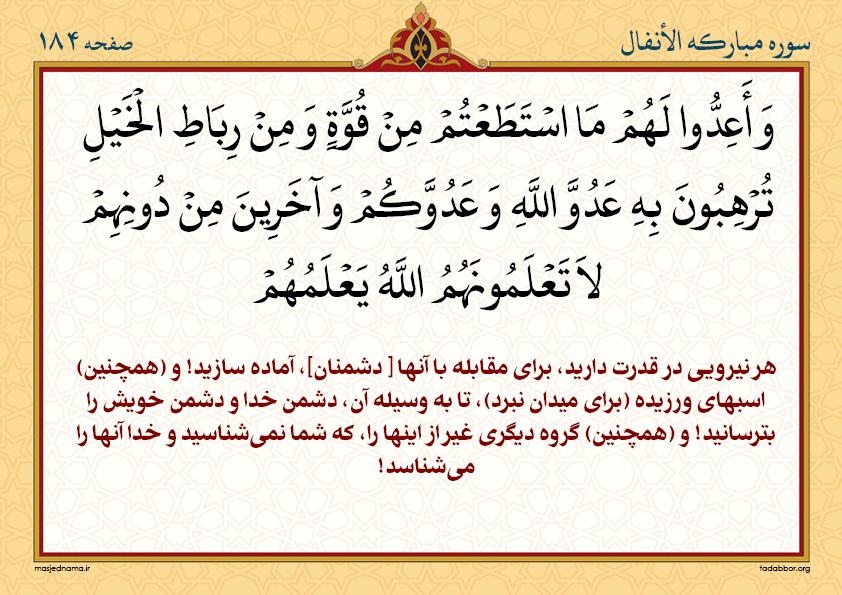 سوره مبارکه الأنفال
صفحه ۱۸۴
وَأَعِدُّوا لَهُمْ مَا اسْتَطَعْتُمْ مِنْ قُوَّةٍ وَمِنْ رِبَاطِ الْخَيْلِ
تُرْهِبُونَ بِهِ عَدُوَّ اللَّهِ وَعَدُوَّكُمْ وَآخَرِينَ مِنْ دُونِهِمْ
لاَ تَعْلَمُونَهُمُ اللَّهُ يَعْلَمُهُمْ
هر نیرویی در قدرت دارید، برای مقابله با آنها [ دشمنان]، آماده سازید! و (همچنین)
اسبهای ورزیده (برای میدان نبرد)، تا به وسیله آن، دشمن خدا و دشمن خویش را
بترسانید! و (همچنین) گروه دیگری غیر از اینها را، که شما نمی‌شناسید و خدا آنها را
می‌شناسد!
masjednama.ir
tadabbor.org